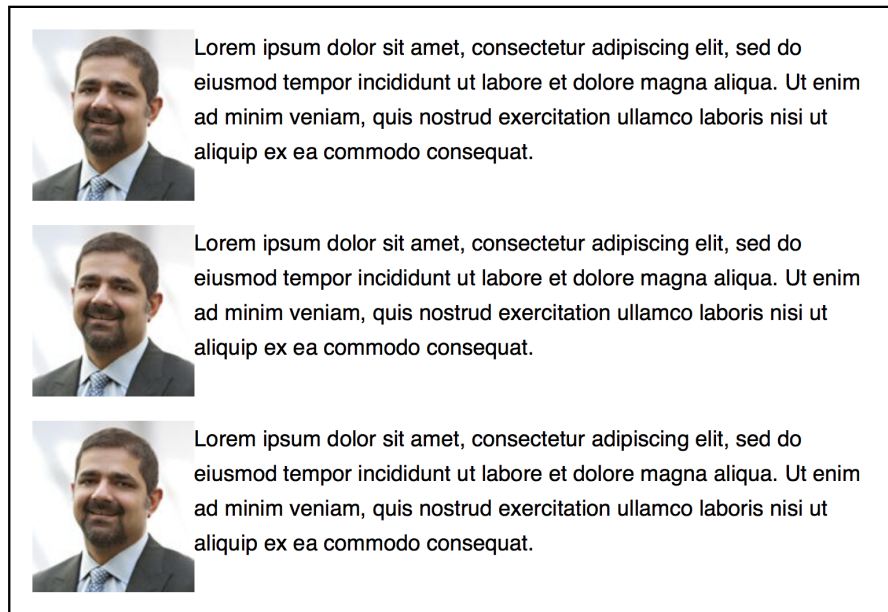 Lorem ipsum dolor sit amet, consectetur adipiscing elit, sed do
eiusmod tempor incididunt ut labore et dolore magna aliqua. Ut enim
ad minim veniam, quis nostrud exercitation ullamco laboris nisi ut
aliquip ex ea commodo consequat.
Lorem ipsum dolor sit amet, consectetur adipiscing elit, sed do
eiusmod tempor incididunt ut labore et dolore magna aliqua. Ut enim
ad minim veniam, quis nostrud exercitation ullamco laboris nisi ut
aliquip ex ea commodo consequat.
Lorem ipsum dolor sit amet, consectetur adipiscing elit, sed do
eiusmod tempor incididunt ut labore et dolore magna aliqua. Ut enim
ad minim veniam, quis nostrud exercitation ullamco laboris nisi ut
aliquip ex ea commodo consequat.